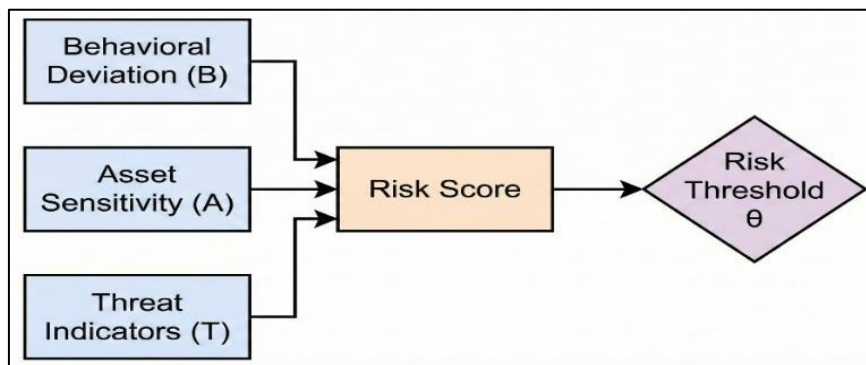 Behavioral
Deviation (B)
Asset
Sensitivity (A)
Threat
Indicators (T)
Risk Score
Risk
Threshold
θ